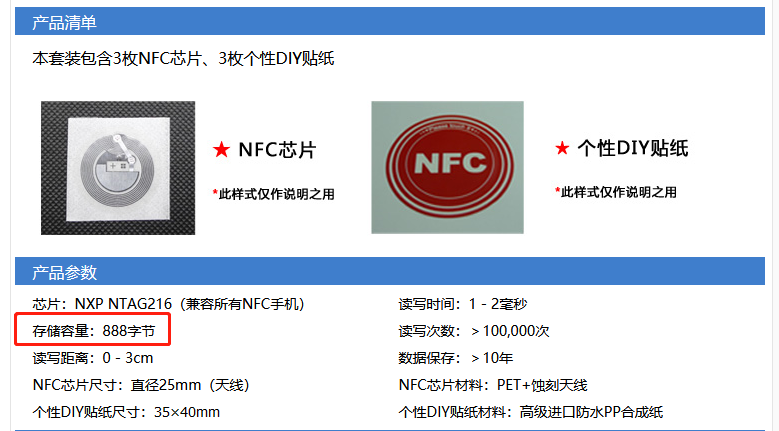 产品清单
本套装包含3枚NFC芯片、3枚个性DIY贴纸
★ NFC芯片
*此样式仅作说明之用
NFC
★ 个性DIY贴纸
*此样式仅作说明之用
产品参数
芯片：NXP NTAG216（兼容所有NFC手机）
读写时间：1 - 2毫秒
存储容量：888字节
读写次数：＞100,000次
读写距离：0 - 3cm
数据保存：＞10年
NFC芯片尺寸：直径25mm（天线）
NFC芯片材料：PET+蚀刻天线
个性DIY贴纸尺寸：35×40mm
个性DIY贴纸材料：高级进口防水PP合成纸